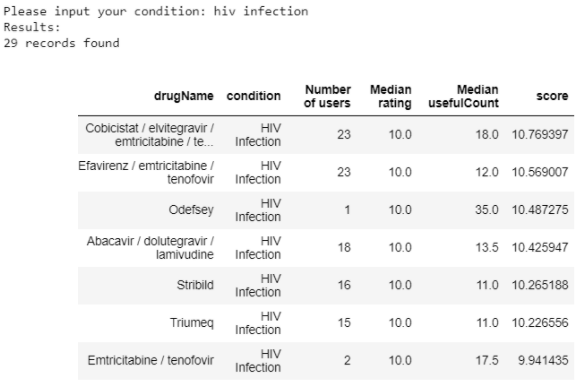 Please input your condition: hiv infection
Results:
29 records found
drugName condition Number of users Median rating Median usefulCount score
Cobicistat / elvitegravir / emtricitabine / te... HIV Infection 23 10.0 18.0 10.769397
Efavirenz / emtricitabine / tenofovir HIV Infection 23 10.0 12.0 10.569007
Odefsey HIV Infection 1 10.0 35.0 10.487275
Abacavir / dolutegravir / lamivudine HIV Infection 18 10.0 13.5 10.425947
Stribild HIV Infection 16 10.0 11.0 10.265188
Triumeq HIV Infection 15 10.0 11.0 10.226556
Emtricitabine / tenofovir HIV Infection 2 10.0 17.5 9.941435